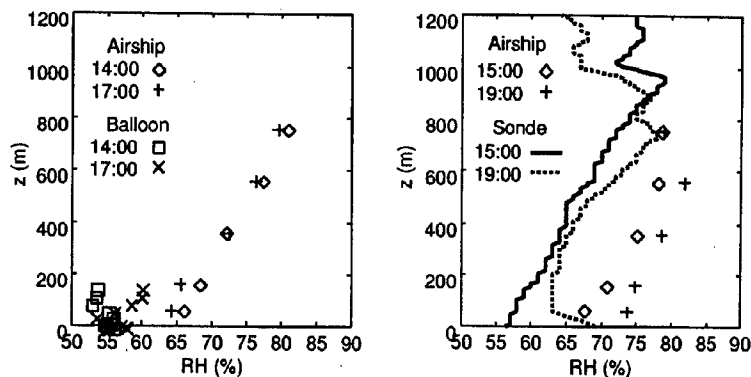 1200
1000
800
600
400
200
0
z (m)
Airship
14:00 ◇
17:00 +
Balloon
14:00 □
17:00 ×
50 55 60 65 70 75 80 85 90
RH (%)
1200
1000
800
600
400
200
0
z (m)
Airship
15:00 ◇
19:00 +
Sonde
15:00
19:00
50 55 60 65 70 75 80 85 90
RH (%)